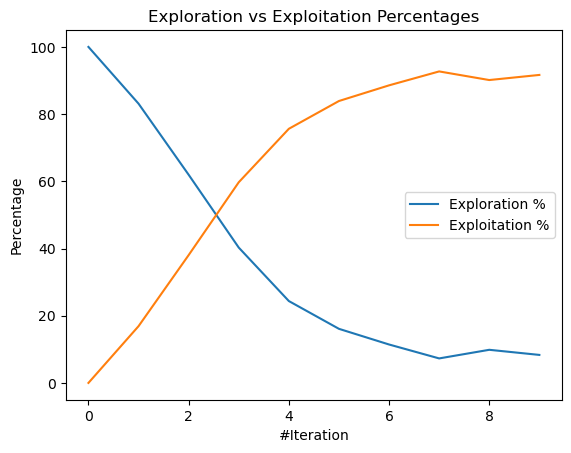 Exploration vs Exploitation Percentages
100
80
60
40
20
0
Percentage
Exploration %
Exploitation %
0 2 4 6 8
#Iteration